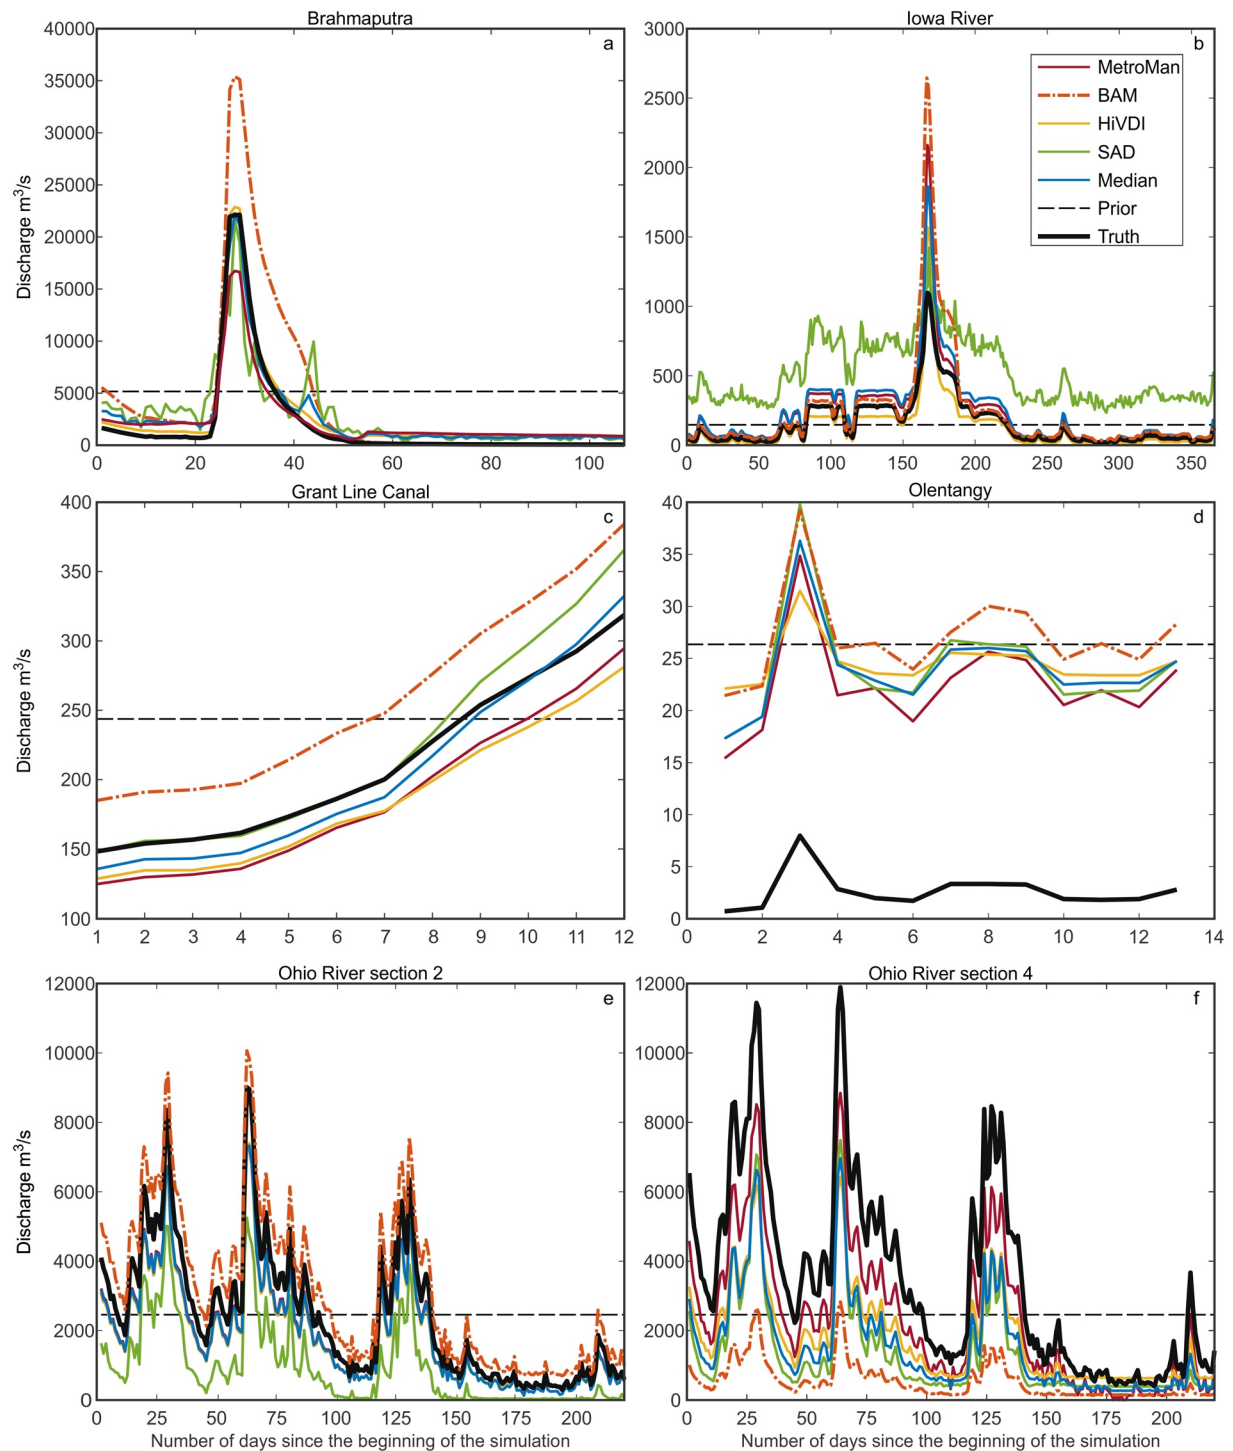 Brahmaputra
a
40000
35000
30000
25000
20000
15000
10000
5000
0
Discharge m³/s
0 20 40 60 80 100
Iowa River
b
3000
2500
2000
1500
1000
500
0
MetroMan
BAM
HiVDI
SAD
Median
Prior
Truth
0 50 100 150 200 250 300 350
Grant Line Canal
c
400
350
300
250
200
150
100
Discharge m³/s
1 2 3 4 5 6 7 8 9 10 11 12
Olentangy
d
40
35
30
25
20
15
10
5
0
0 2 4 6 8 10 12 14
Ohio River section 2
e
12000
10000
8000
6000
4000
2000
0
Discharge m³/s
0 25 50 75 100 125 150 175 200
Number of days since the beginning of the simulation
Ohio River section 4
f
12000
10000
8000
6000
4000
2000
0
0 25 50 75 100 125 150 175 200
Number of days since the beginning of the simulation